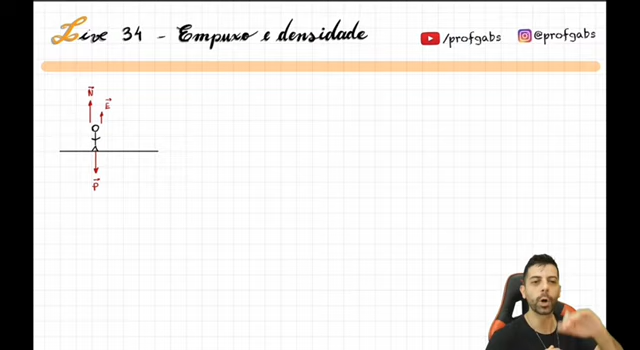 Live 34 - Empuxo e densidade
/profgabs
@profgabs
N
E
P